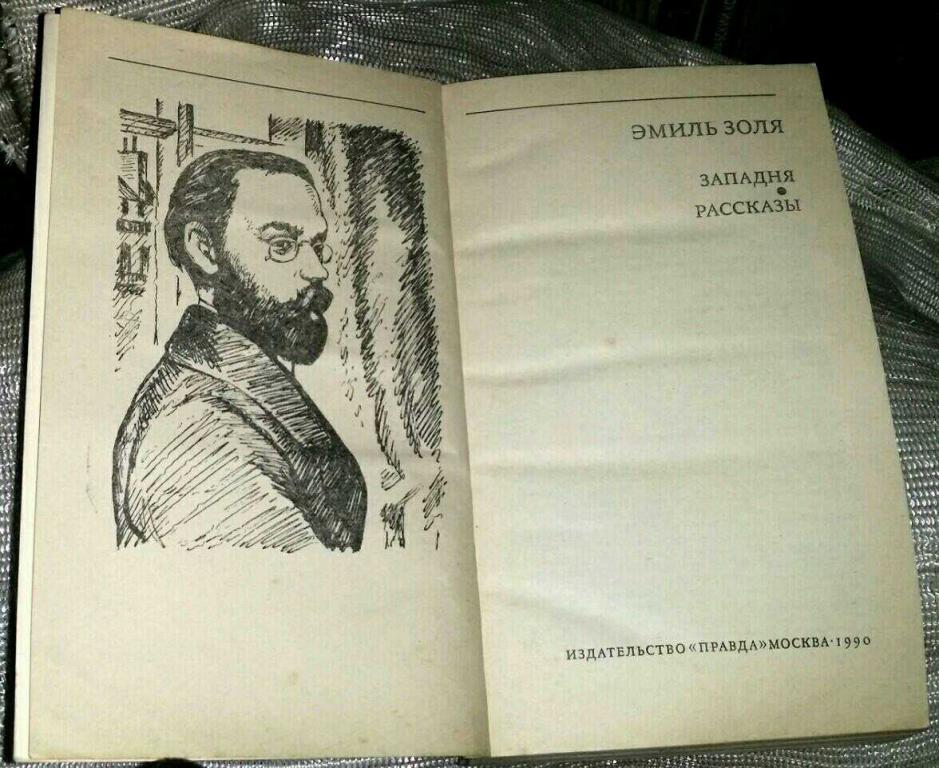 ЭМИЛЬ ЗОЛЯ
ЗАПАДНЯ
•
РАССКАЗЫ
ИЗДАТЕЛЬСТВО «ПРАВДА» МОСКВА·1990